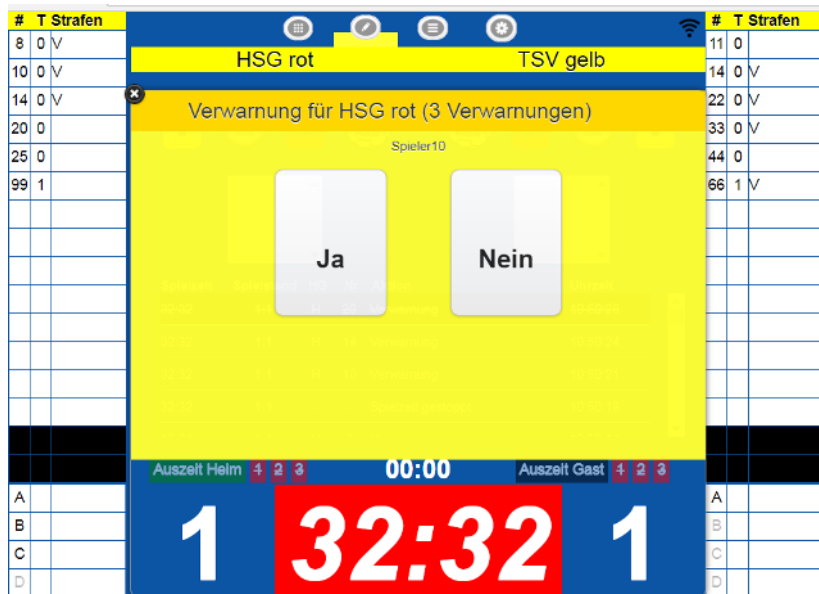 # T Strafen
8 0 V
10 0 V
14 0 V
20 0
25 0
99 1
A
B
C
D
HSG rot TSV gelb
Verwarnung für HSG rot (3 Verwarnungen)
Spieler10
Ja Nein
Auszeit Heim 1 2 3
00:00
Auszeit Gast 1 2 3
1 32:32 1
# T Strafen
11 0
14 0 V
22 0 V
33 0 V
44 0
66 1 V
A
B
C
D